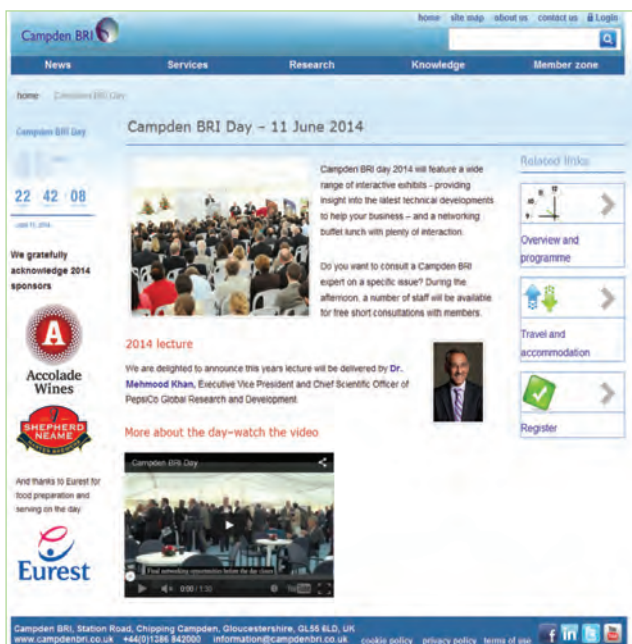 home site map about us contact us Login
Campden BRI
News Services Research Knowledge Member zone
home Campden BRI Day
Campden BRI Day
22 42 08
June 11, 2014
We gratefully
acknowledge 2014
sponsors
A
Accolade
Wines
SHEPHERD
NEAME
And thanks to Eurest for
food preparation and
serving on the day.
Eurest
Campden BRI Day – 11 June 2014
Campden BRI day 2014 will feature a wide
range of interactive exhibits - providing
insight into the latest technical developments
to help your business – and a networking
buffet lunch with plenty of interaction.
Do you want to consult a Campden BRI
expert on a specific issue? During the
afternoon, a number of staff will be available
for free short consultations with members.
2014 lecture
We are delighted to announce this years lecture will be delivered by Dr.
Mehmood Khan, Executive Vice President and Chief Scientific Officer of
PepsiCo Global Research and Development.
More about the day–watch the video
Campden BRI Day
Final networking opportunities before the day closes
0:00 / 1:30
Related links
Overview and
programme
Travel and
accommodation
Register
Campden BRI, Station Road, Chipping Campden, Gloucestershire, GL55 6LD, UK
www.campdenbri.co.uk +44(0)1386 842000 information@campdenbri.co.uk cookie policy privacy policy terms of use